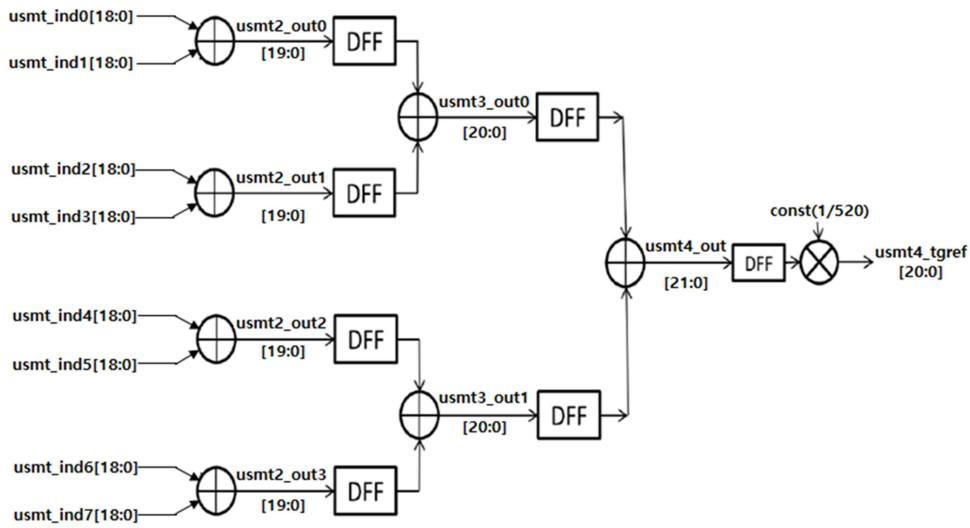 usmt_ind0[18:0]
usmt2_out0
[19:0]
DFF
usmt_ind1[18:0]
usmt3_out0
[20:0]
DFF
usmt_ind2[18:0]
usmt2_out1
[19:0]
DFF
usmt_ind3[18:0]
const(1/520)
usmt4_out
[21:0]
DFF
usmt4_tgref
[20:0]
usmt_ind4[18:0]
usmt2_out2
[19:0]
DFF
usmt_ind5[18:0]
usmt3_out1
[20:0]
DFF
usmt_ind6[18:0]
usmt2_out3
[19:0]
DFF
usmt_ind7[18:0]